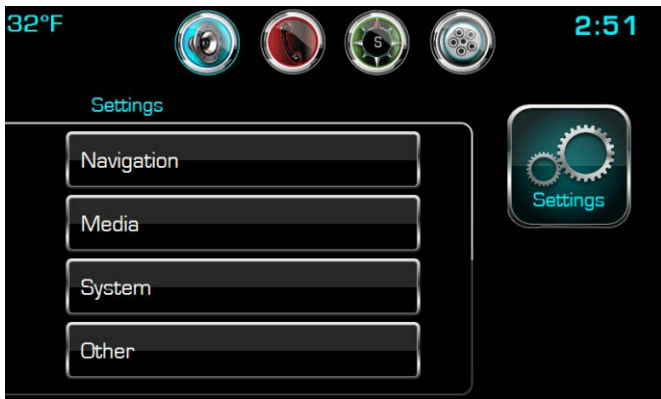 32°F
2:51
S
Settings
Navigation
Media
System
Other
Settings